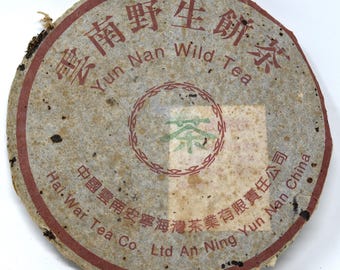 雲南野生餅茶
Yun Nan Wild Tea
茶
中國雲南安寧海灣茶業有限責任公司
Hai Wan Tea Co. Ltd An Ning Yun Nan China